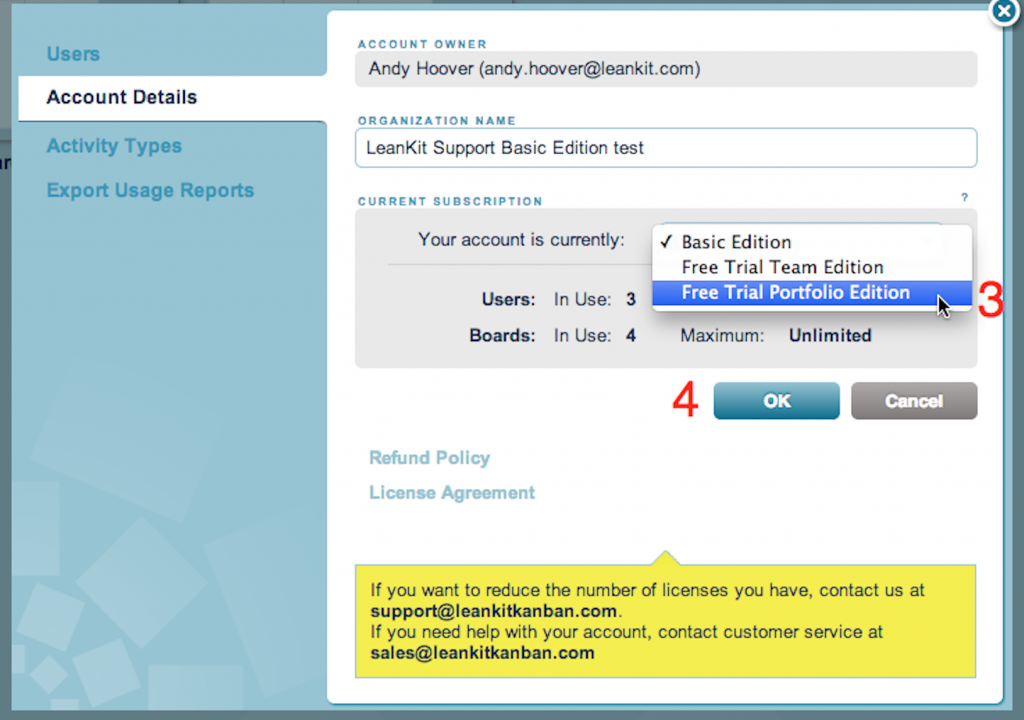 Users
Account Details
Activity Types
Export Usage Reports
ACCOUNT OWNER
Andy Hoover (andy.hoover@leankit.com)
ORGANIZATION NAME
LeanKit Support Basic Edition test
CURRENT SUBSCRIPTION ?
Your account is currently:
✓ Basic Edition
Free Trial Team Edition
Free Trial Portfolio Edition
3
Users: In Use: 3
Boards: In Use: 4 Maximum: Unlimited
4 OK Cancel
Refund Policy
License Agreement
If you want to reduce the number of licenses you have, contact us at
support@leankitkanban.com.
If you need help with your account, contact customer service at
sales@leankitkanban.com